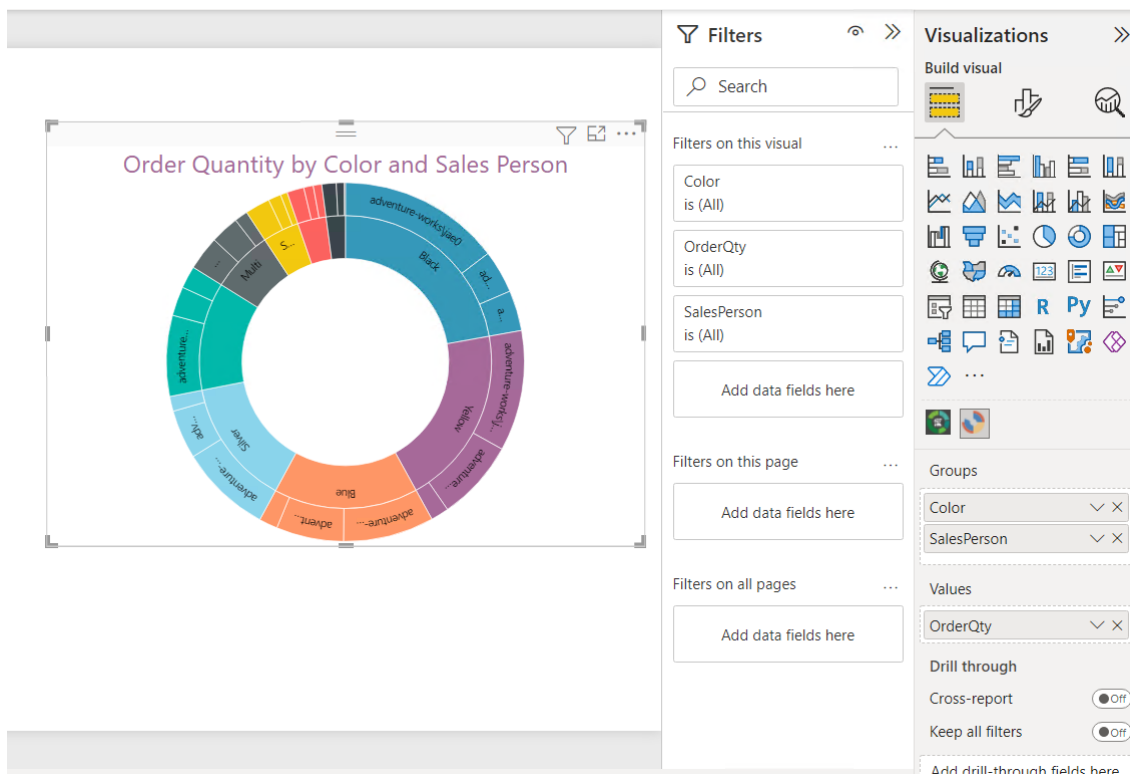 Order Quantity by Color and Sales Person
adventure-works\jae0
ad...
a...
Black
adventure-works\j...
adventure...
Yellow
adventure-...
advent...
Blue
adventure-...
adv...
Silver
adventure...
...
Multi
S...
Filters
Search
Filters on this visual ...
Color
is (All)
OrderQty
is (All)
SalesPerson
is (All)
Add data fields here
Filters on this page ...
Add data fields here
Filters on all pages ...
Add data fields here
Visualizations
Build visual
123
R
Py
...
Groups
Color
SalesPerson
Values
OrderQty
Drill through
Cross-report
Off
Keep all filters
Off
Add drill-through fields here